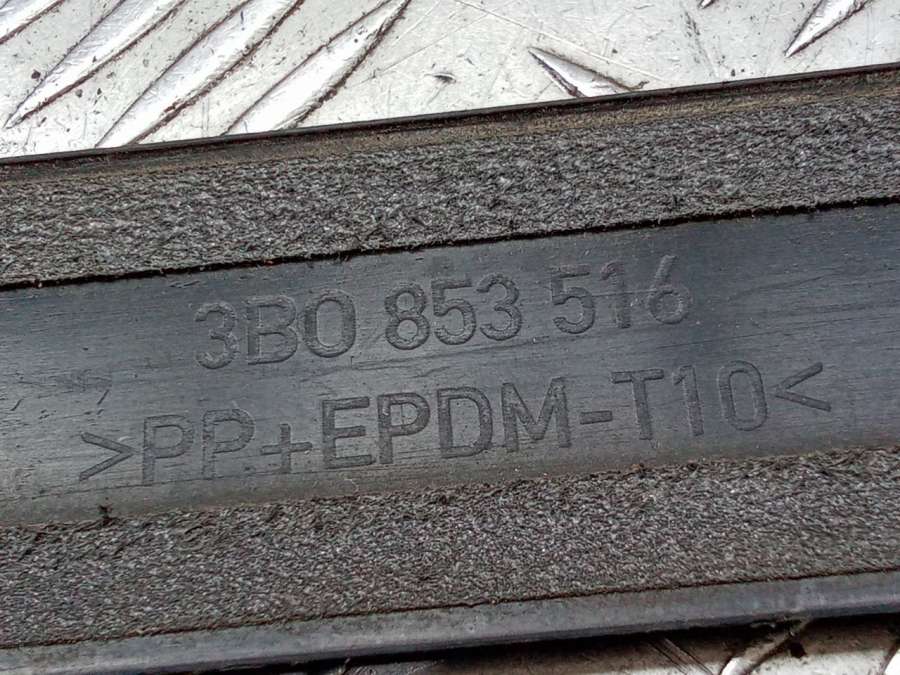 3B0 853 516
>PP+EPDM-T10<